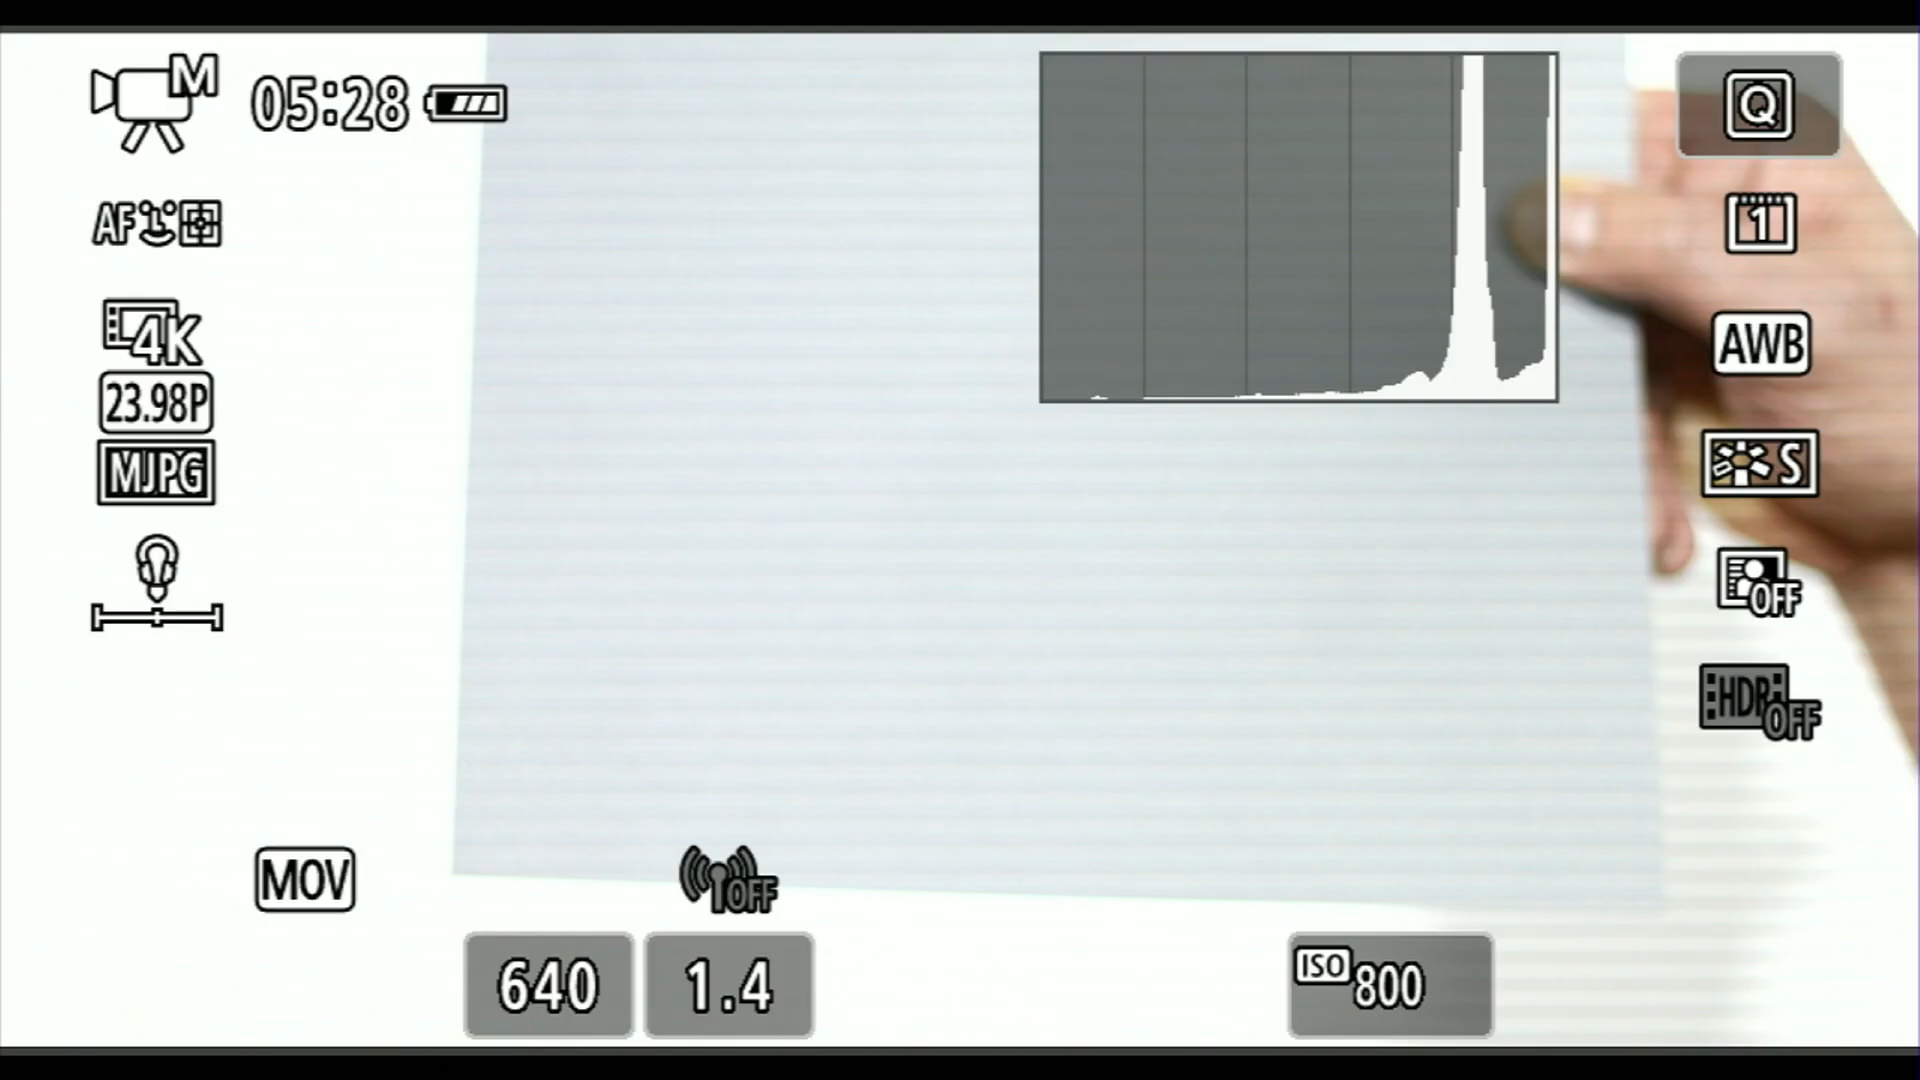 M
05:28
Q
AF
1
4K
AWB
23.98P
S
MJPG
OFF
HDR OFF
MOV
OFF
640
1.4
ISO 800